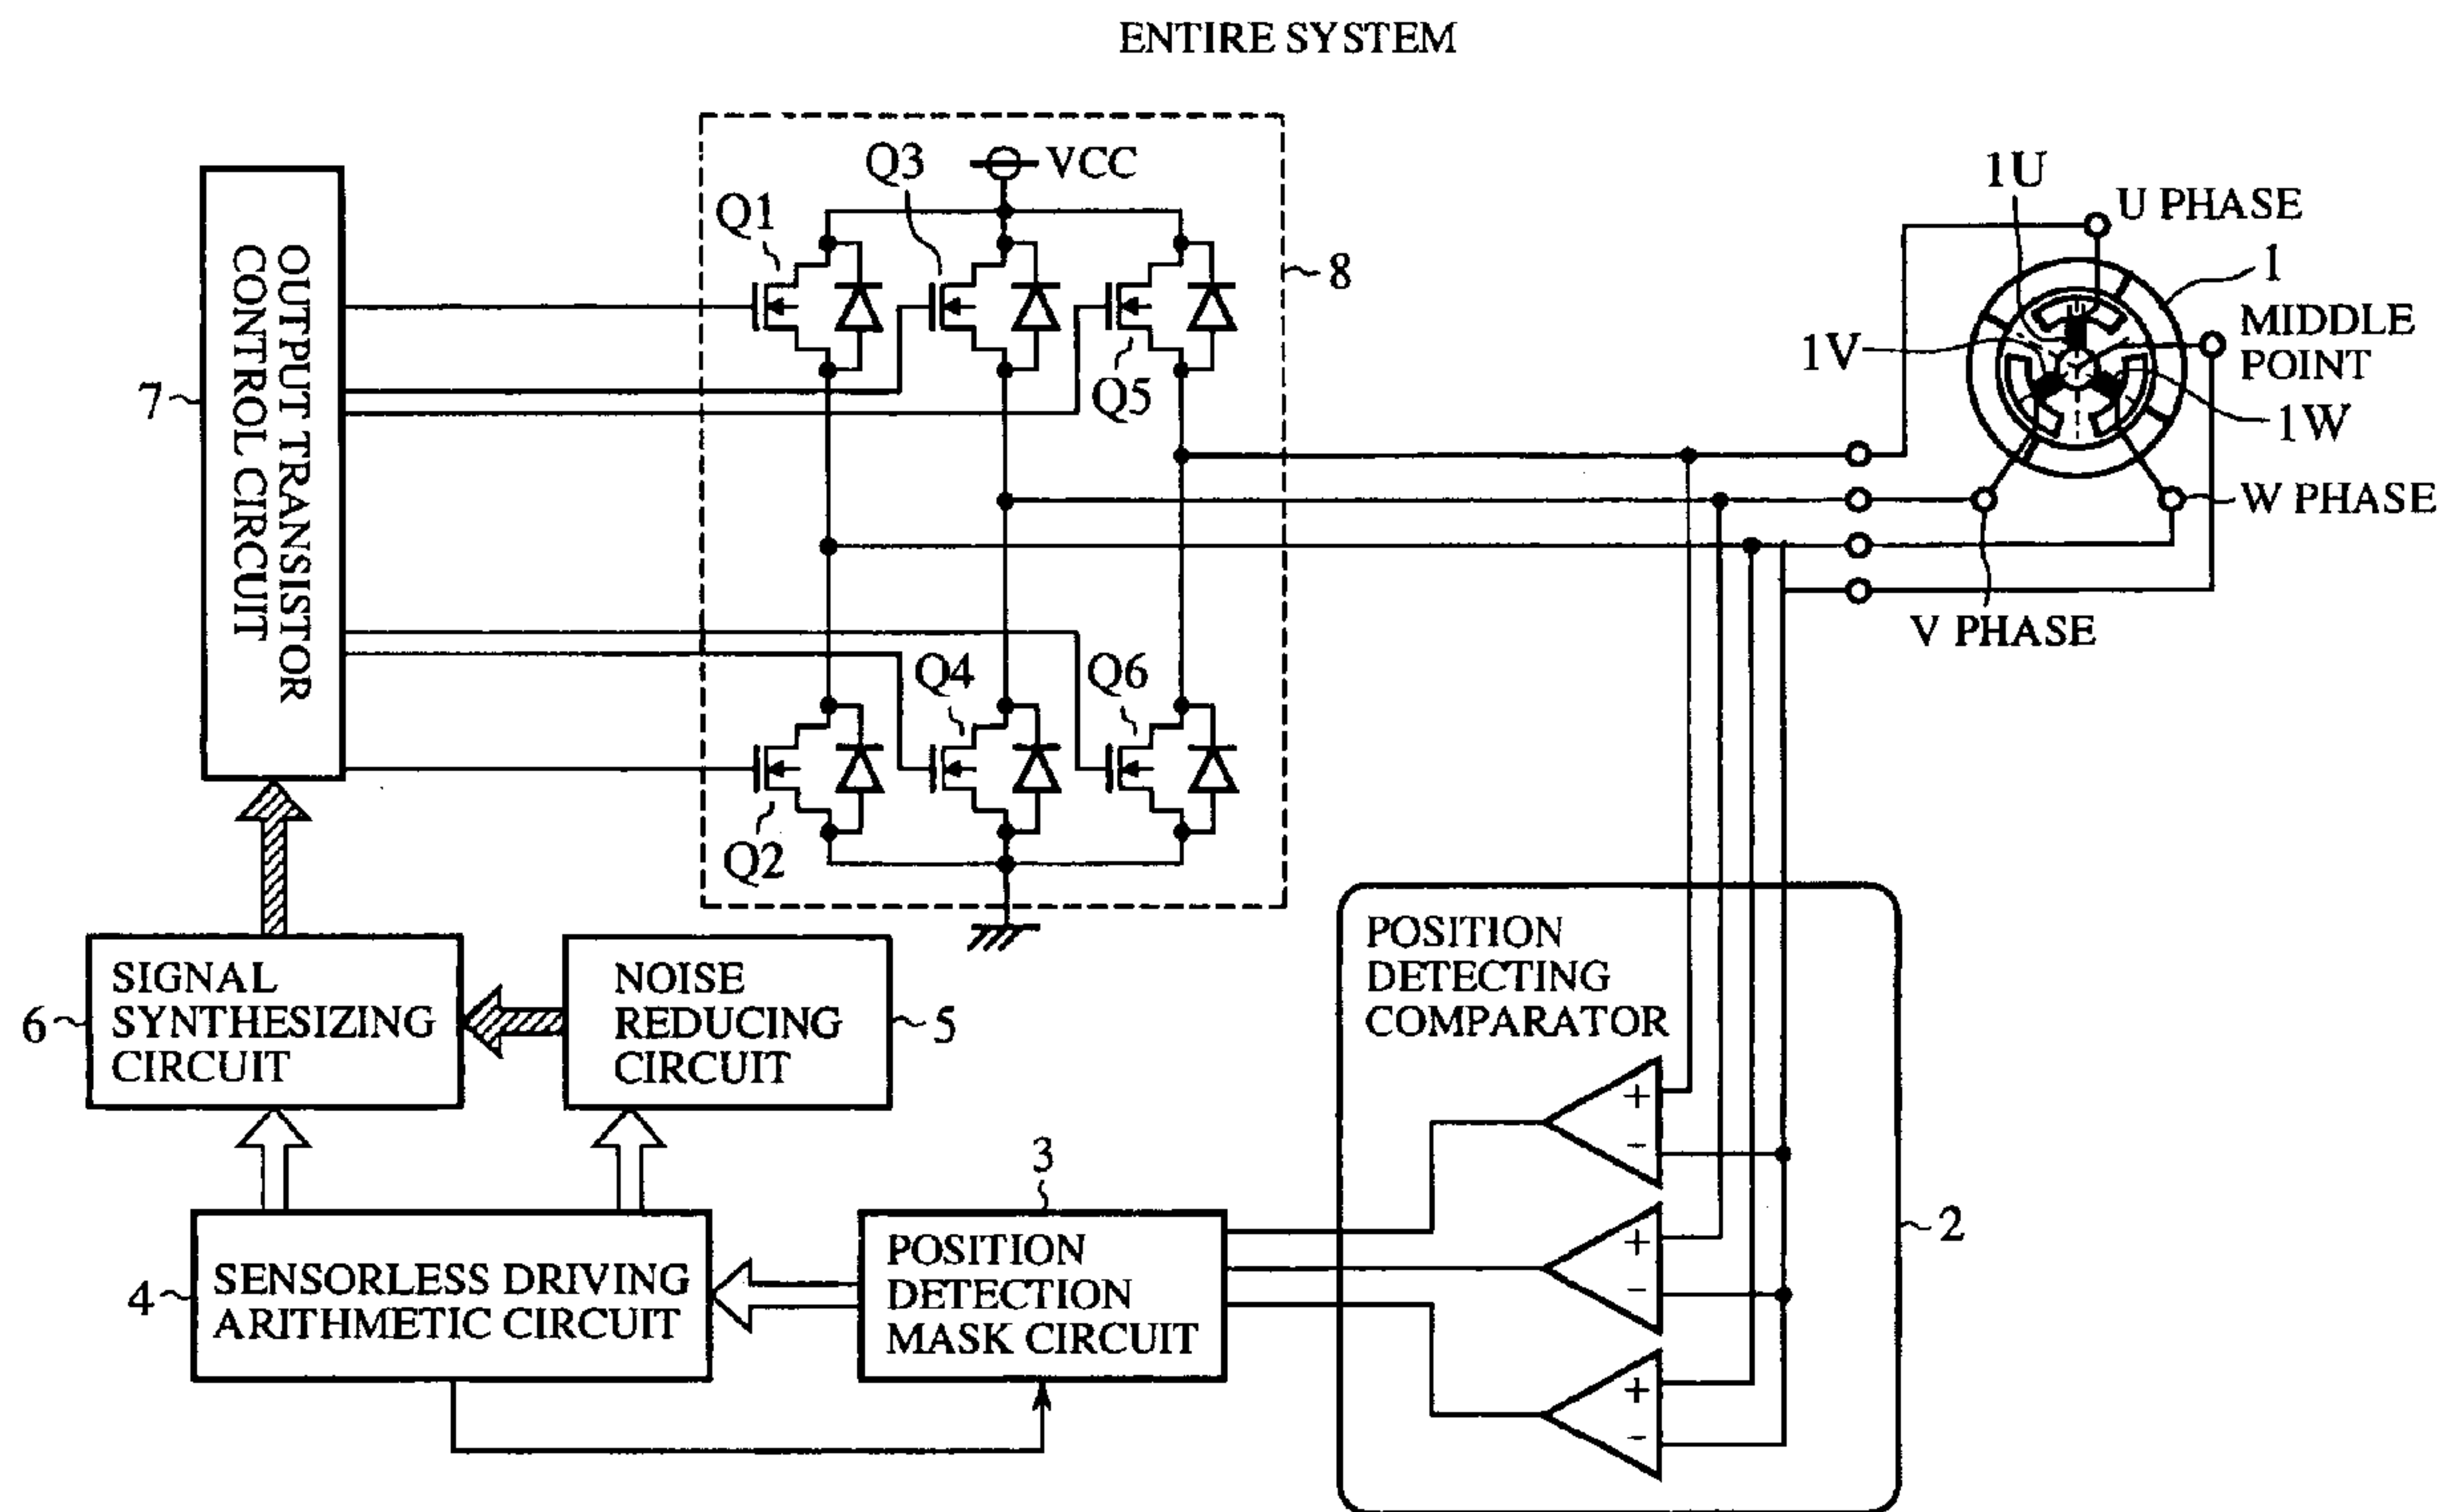 ENTIRE SYSTEM
Q3
VCC
Q1
8
Q5
7
OUTPUT TRANSISTOR
CONTROL CIRCUIT
1U
U PHASE
1
MIDDLE
POINT
1V
1W
W PHASE
V PHASE
Q4
Q6
Q2
U
SIGNAL
SYNTHESIZING
CIRCUIT
6
NOISE
REDUCING
CIRCUIT
5
POSITION
DETECTING
COMPARATOR
+
-
+
-
+
-
2
3
POSITION
DETECTION
MASK CIRCUIT
4
SENSORLESS DRIVING
ARITHMETIC CIRCUIT